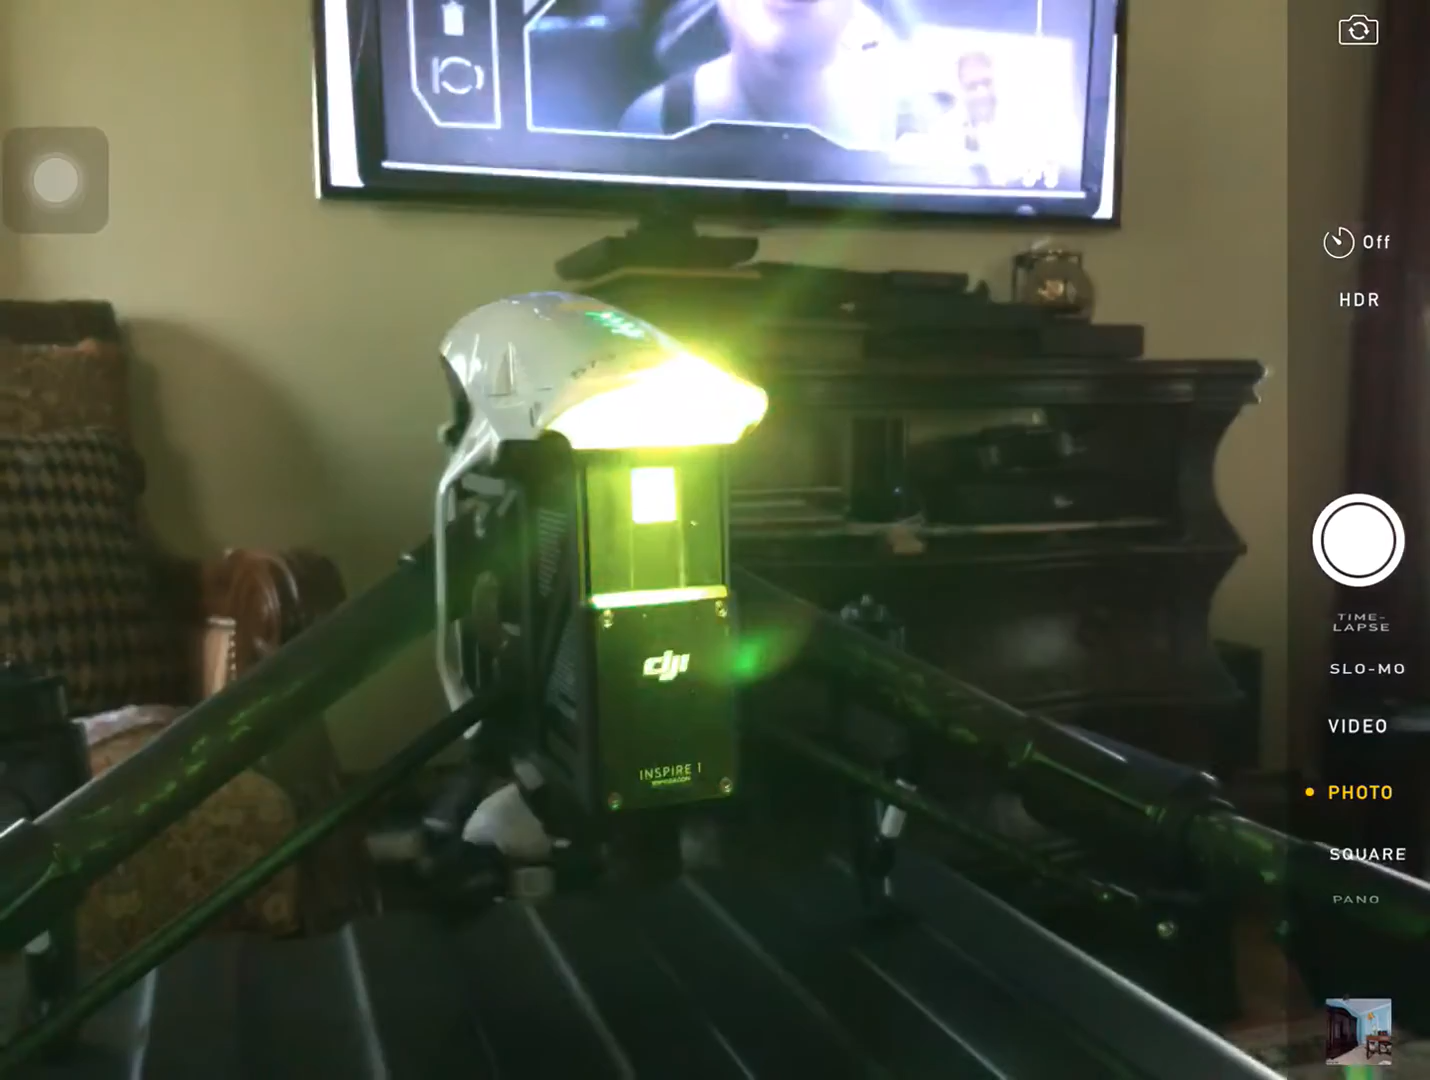 Off
HDR
TIME-
LAPSE
SLO-MO
VIDEO
PHOTO
SQUARE
PANO
dji
INSPIRE 1